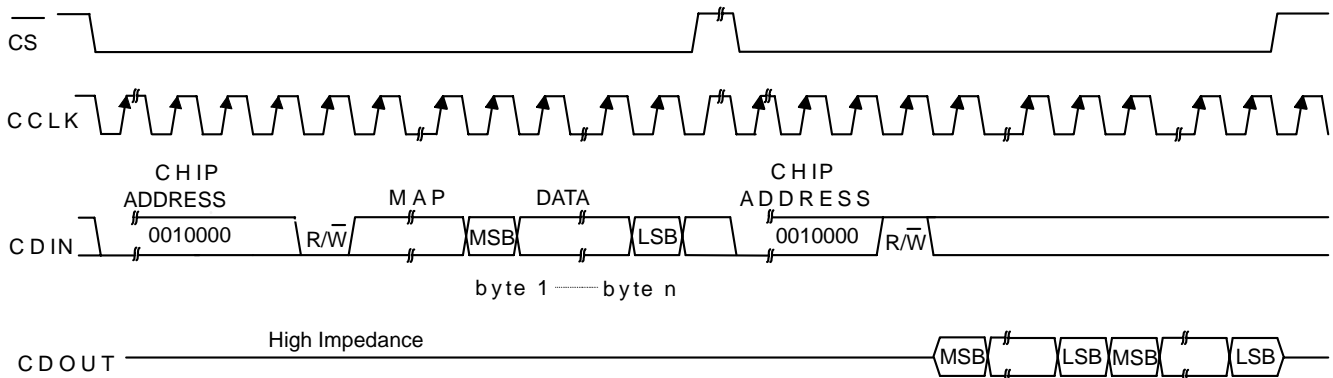 CS
CCLK
CHIP
ADDRESS
MAP
DATA
CHIP
ADDRESS
CDIN
0010000
R/W
MSB
LSB
0010000
R/W
byte 1 byte n
High Impedance
CDOUT
MSB
LSB
MSB
LSB